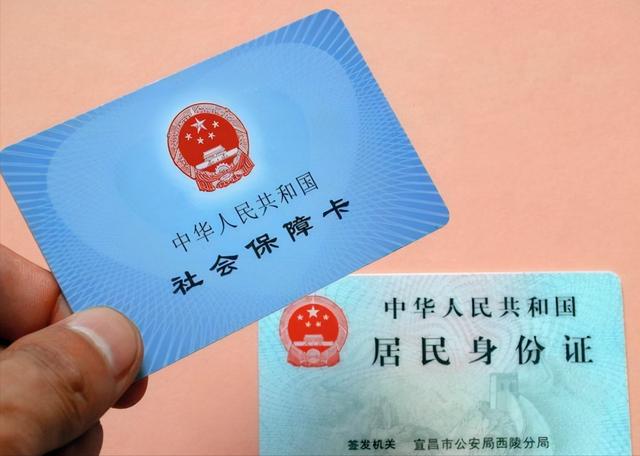 中华人民共和国
社会保障卡
中华人民共和国
居民身份证
签发机关 宜昌市公安局西陵分局